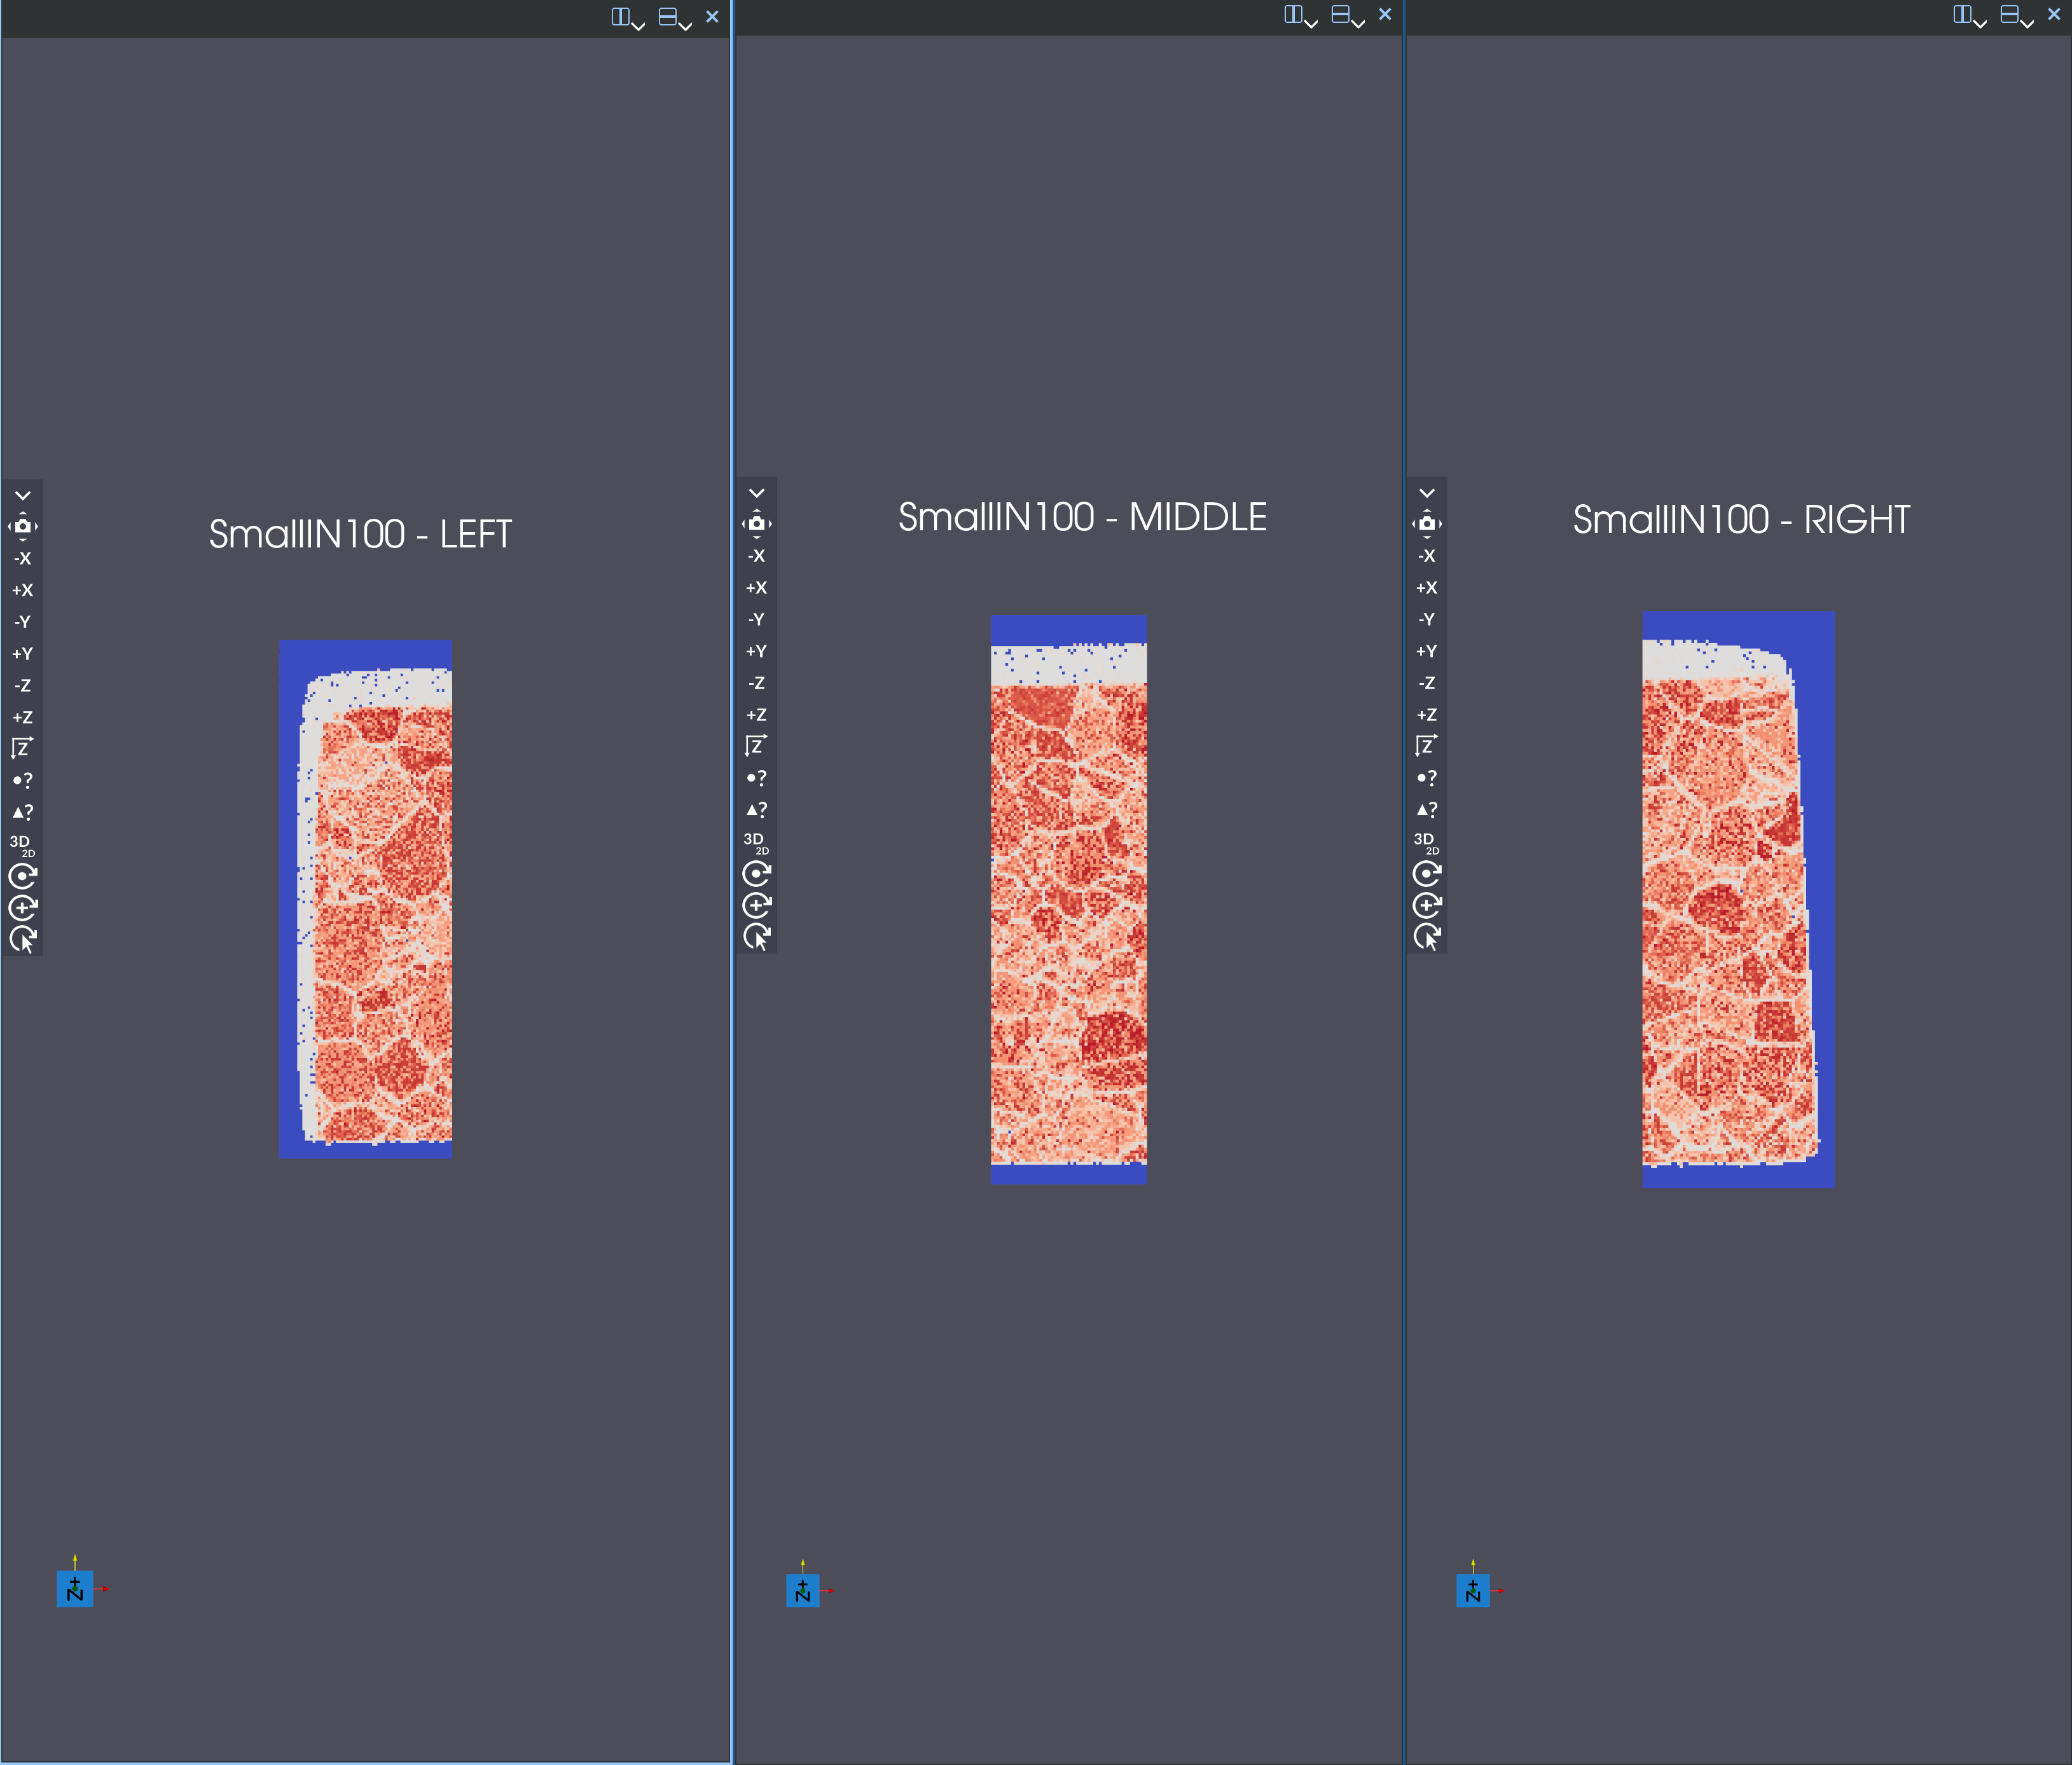 SmallIN100 - LEFT
-X
+X
-Y
+Y
-Z
+Z
Z
?
?
3D
2D
+Z
SmallIN100 - MIDDLE
-X
+X
-Y
+Y
-Z
+Z
Z
?
?
3D
2D
+Z
SmallIN100 - RIGHT
-X
+X
-Y
+Y
-Z
+Z
Z
?
?
3D
2D
+Z